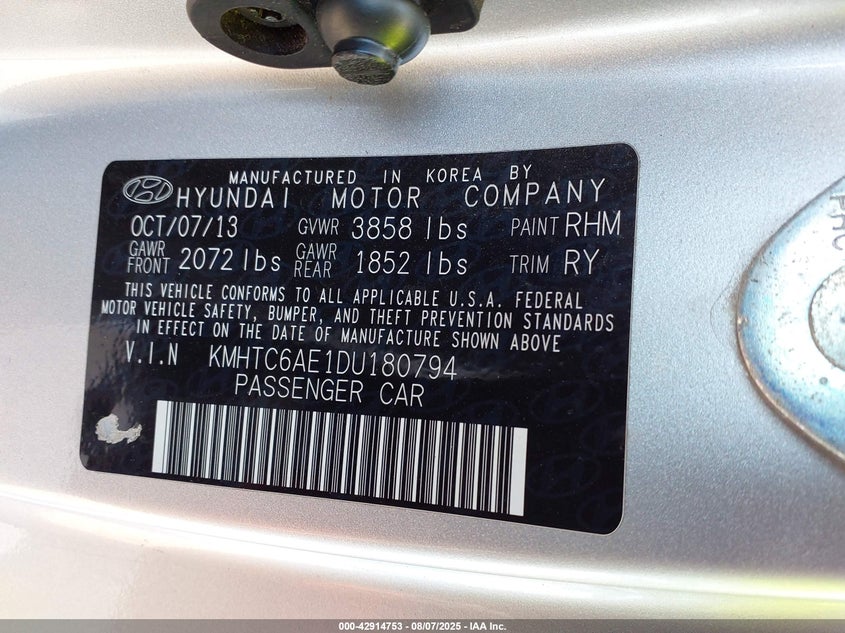 MANUFACTURED IN KOREA BY
HYUNDAI MOTOR COMPANY
OCT/07/13 GVWR 3858 lbs PAINT RHM
GAWR FRONT 2072 lbs GAWR REAR 1852 lbs TRIM RY
THIS VEHICLE CONFORMS TO ALL APPLICABLE U.S.A. FEDERAL
MOTOR VEHICLE SAFETY, BUMPER, AND THEFT PREVENTION STANDARDS
IN EFFECT ON THE DATE OF MANUFACTURE SHOWN ABOVE
V.I.N KMHTC6AE1DU180794
PASSENGER CAR
000-42914753 - 08/07/2025 - IAA Inc.